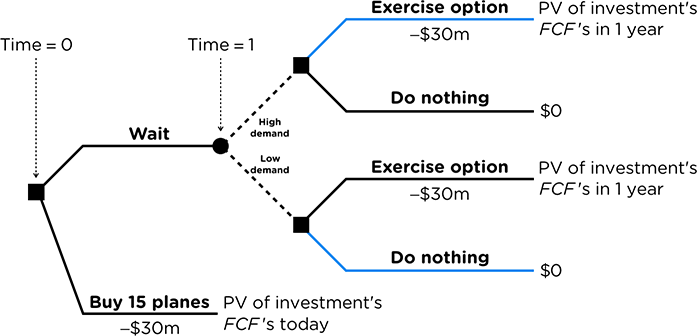 Exercise option
–$30m
PV of investment's
FCF's in 1 year
Time = 0
Time = 1
Do nothing
$0
High
demand
Wait
Low
demand
Exercise option
–$30m
PV of investment's
FCF's in 1 year
Do nothing
$0
Buy 15 planes
–$30m
PV of investment's
FCF's today